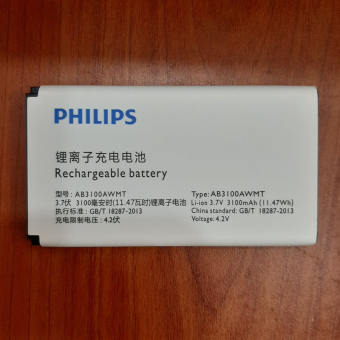 PHILIPS
锂离子充电电池
Rechargeable battery
型号: AB3100AWMT
3.7伏 3100毫安时(11.47瓦时)锂离子电池
执行标准: GB/T 18287-2013
充电限制电压: 4.2伏
Type: AB3100AWMT
Li-ion 3.7V 3100mAh (11.47Wh)
China standard: GB/T 18287-2013
Voltage: 4.2V